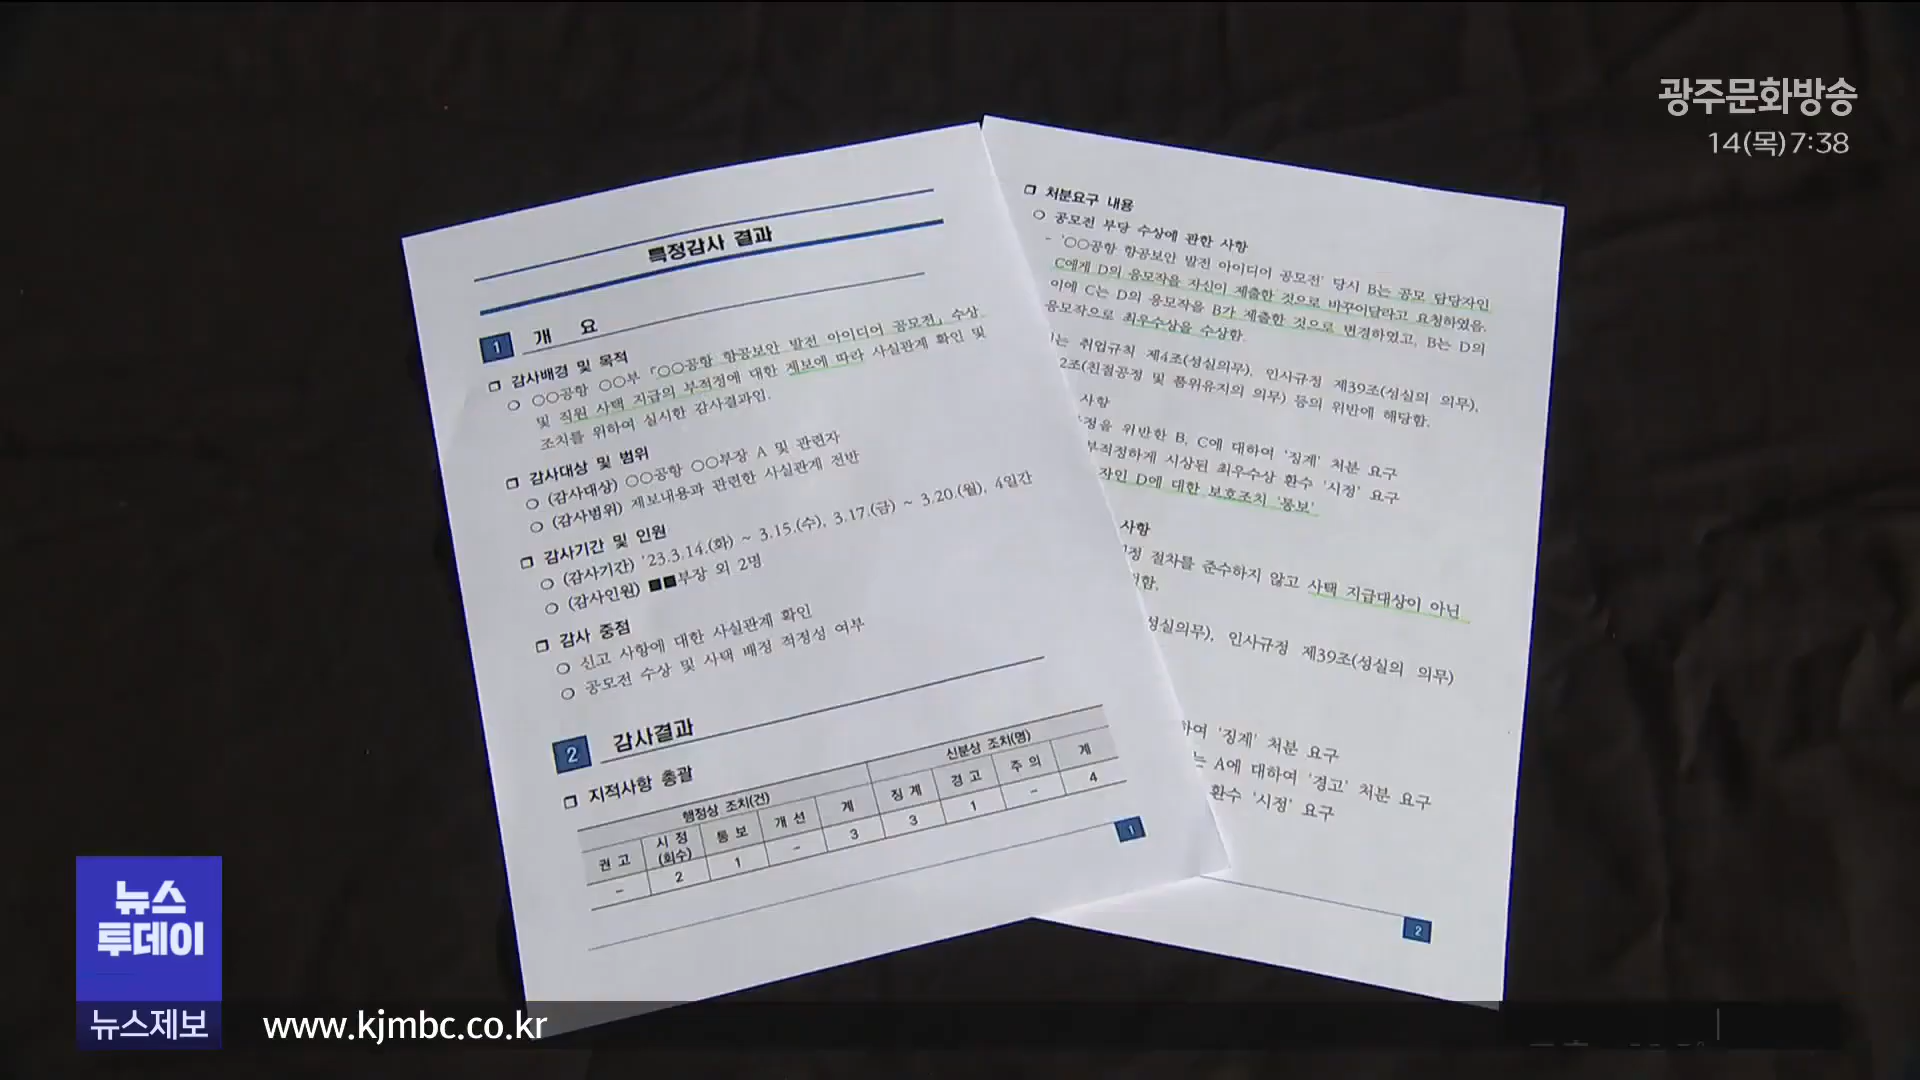 광주문화방송
14(목) 7:38
특정감사 결과
1 개 요
❒ 감사배경 및 목적
○ ○○공항 ○○부 「○○공항 항공보안 발전 아이디어 공모전」 수상
및 직원 사택 지급의 부적정에 대한 제보에 따라 사실관계 확인 및
조치를 위하여 실시한 감사결과임.
❒ 감사대상 및 범위
○ (감사대상) ○○공항 ○○부장 A 및 관련자
○ (감사범위) 제보내용과 관련한 사실관계 전반
❒ 감사기간 및 인원
○ (감사기간) '23.3.14.(화) ~ 3.15.(수), 3.17.(금) ~ 3.20.(월), 4일간
○ (감사인원) ■■부장 외 2명
❒ 감사 중점
○ 신고 사항에 대한 사실관계 확인
○ 공모전 수상 및 사택 배정 적정성 여부
2 감사결과
❒ 지적사항 총괄
행정상 조치(건) 신분상 조치(명)
권 고 시 정 (회수) 통 보 개 선 계 징 계 경 고 주 의 계
- 2 1 - 3 3 1 - 4
1
❒ 처분요구 내용
○ 공모전 부당 수상에 관한 사항
- '○○공항 항공보안 발전 아이디어 공모전' 당시 B는 공모 담당자인
C에게 D의 응모작을 자신이 제출한 것으로 바꾸어달라고 요청하였음.
이에 C는 D의 응모작을 B가 제출한 것으로 변경하였고, B는 D의
응모작으로 최우수상을 수상함.
는 취업규칙 제4조(성실의무), 인사규정 제39조(성실의 의무),
2조(친절공정 및 품위유지의 의무) 등의 위반에 해당함.
사항
정을 위반한 B, C에 대하여 '징계' 처분 요구
부적정하게 시상된 최우수상 환수 '시정' 요구
자인 D에 대한 보호조치 '통보'
사항
정 절차를 준수하지 않고 사택 지급대상이 아닌
함.
성실의무), 인사규정 제39조(성실의 의무)
하여 '징계' 처분 요구
는 A에 대하여 '경고' 처분 요구
환수 '시정' 요구
2
뉴스
투데이
뉴스제보 www.kjmbc.co.kr